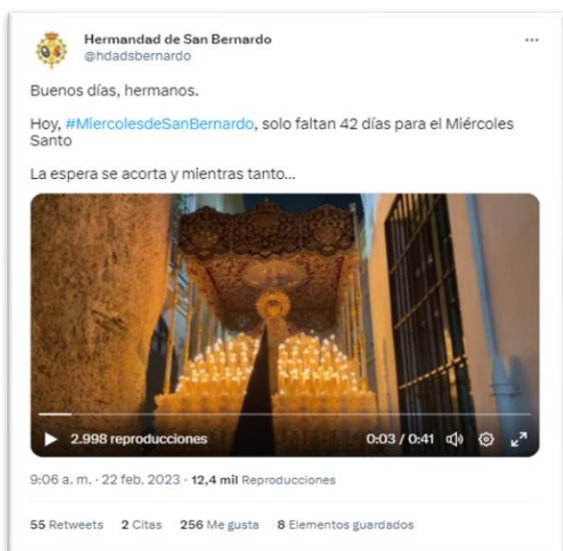 Hermandad de San Bernardo
@hdadsbernardo
Buenos días, hermanos.
Hoy, #MiercolesdeSanBernardo, solo faltan 42 días para el Miércoles
Santo
La espera se acorta y mientras tanto...
2.998 reproducciones 0:03 / 0:41
9:06 a. m. · 22 feb. 2023 · 12,4 mil Reproducciones
55 Retweets 2 Citas 256 Me gusta 8 Elementos guardados